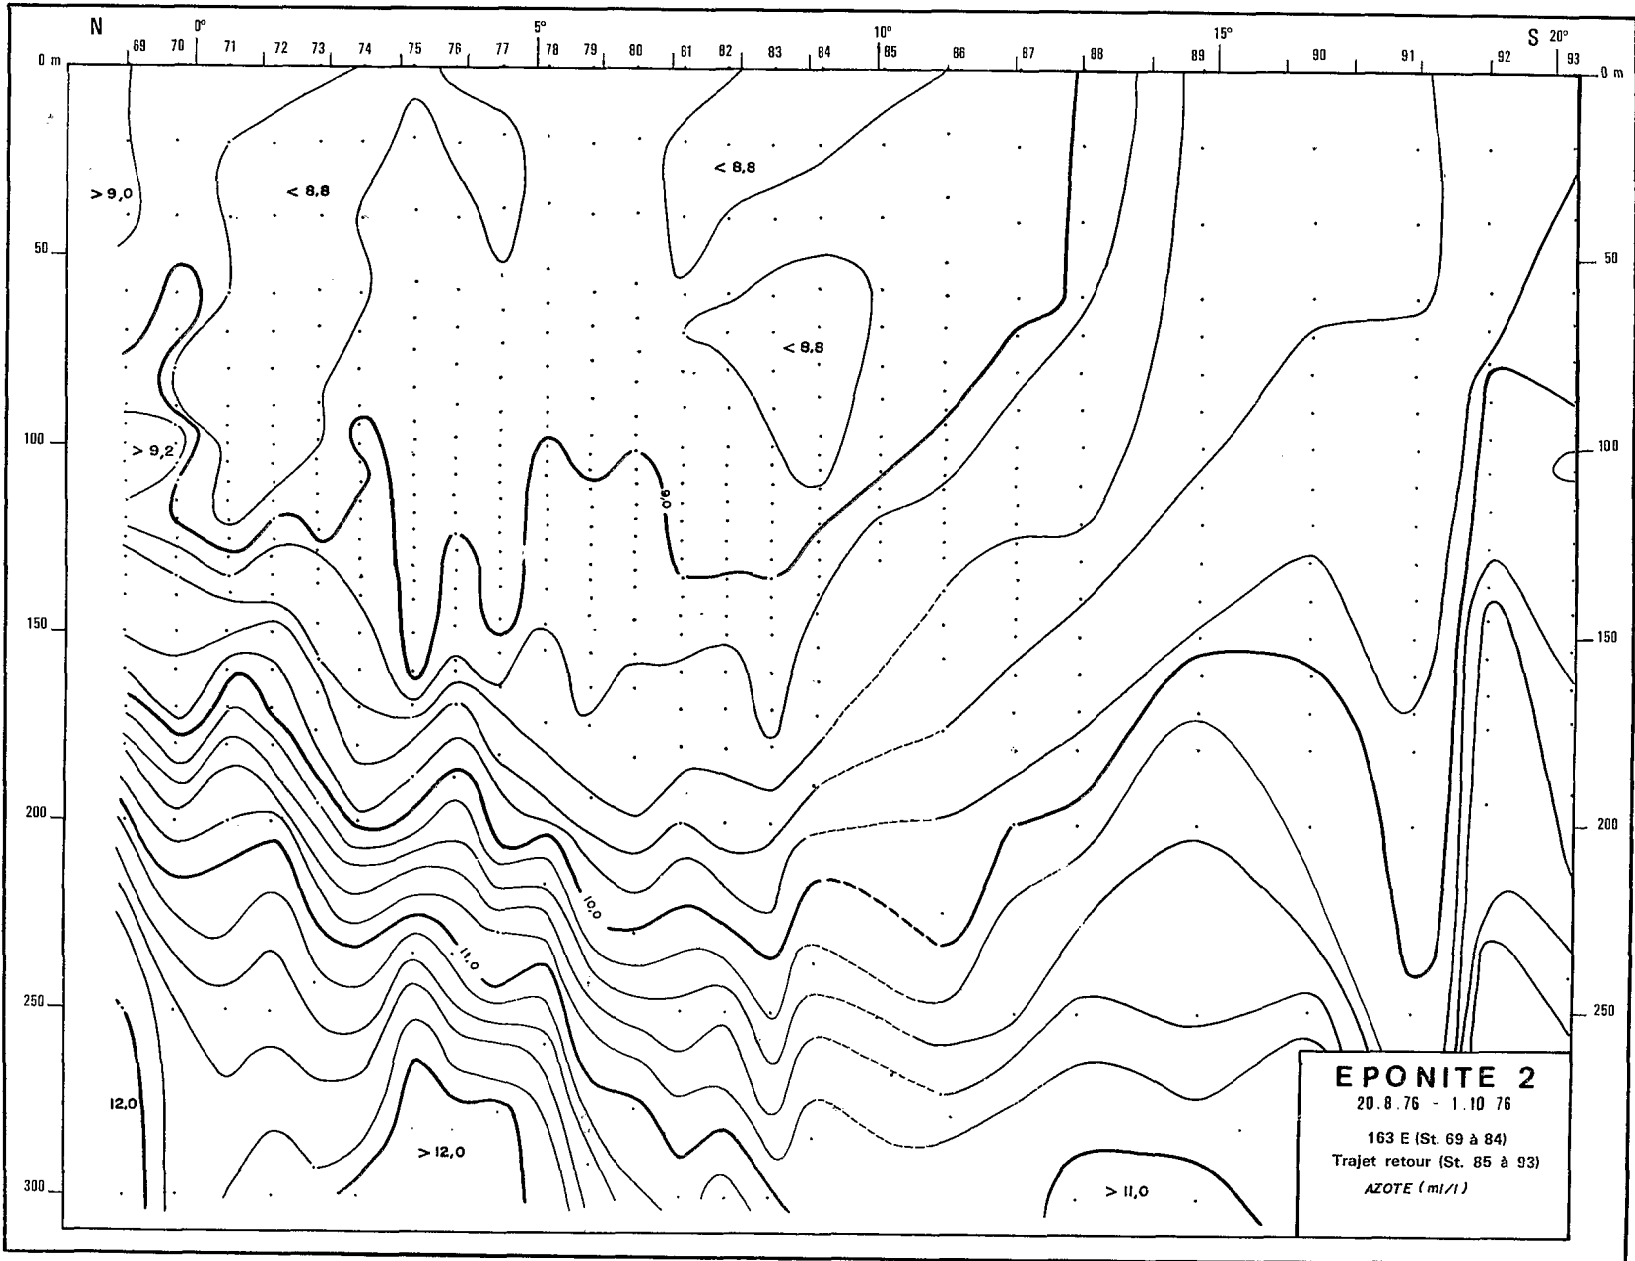 N 0° 5° 10° 15° S 20°
69 70 71 72 73 74 75 76 77 78 79 80 81 82 83 84 85 86 87 88 89 90 91 92 93
0 m 0 m
< 8,8
> 9,0 < 8,8
50 50
< 8,8
100 100
> 9,2
9,0
150 150
200 200
10,0
11,0
250 250
12,0
> 12,0
300 > 11,0
EPONITE 2
20.8.76 - 1.10 76
163 E (St. 69 à 84)
Trajet retour (St. 85 à 93)
AZOTE (ml/l)